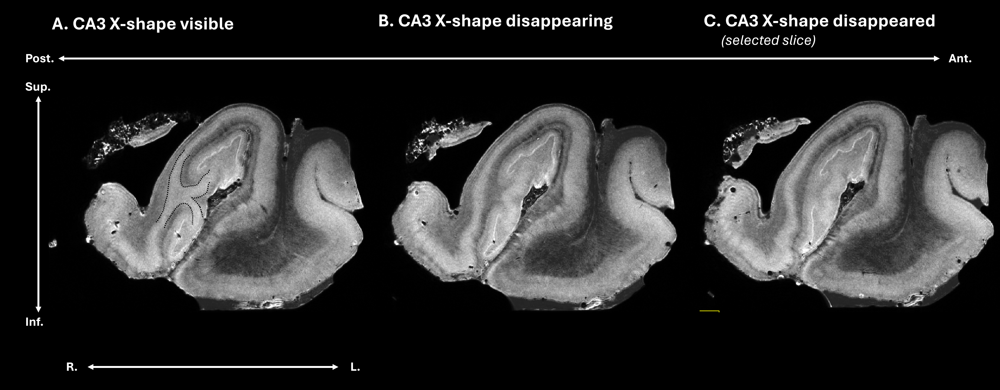 A. CA3 X-shape visible
B. CA3 X-shape disappearing
C. CA3 X-shape disappeared
(selected slice)
Post.
Ant.
Sup.
Inf.
R.
L.